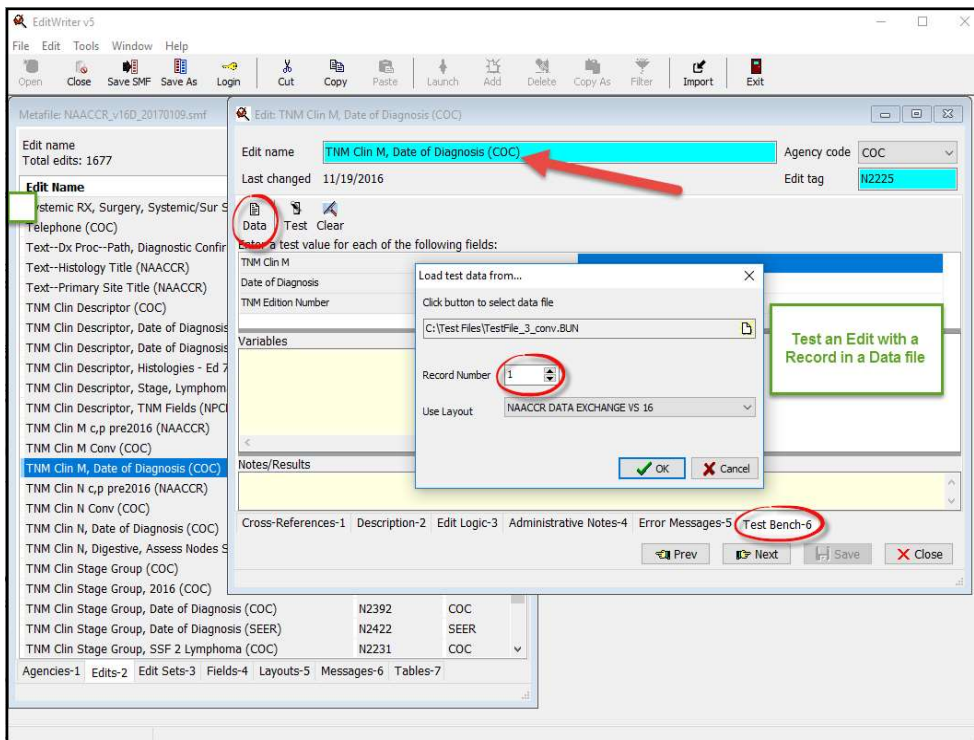 EditWriter v5
File Edit Tools Window Help
Open Close Save SMF Save As Login Cut Copy Paste Launch Add Delete Copy As Filter Import Exit
Metafile: NAACCR_v16D_20170109.smf
Edit name
Total edits: 1677
Edit Name
ystemic RX, Surgery, Systemic/Sur S
Telephone (COC)
Text--Dx Proc--Path, Diagnostic Confir
Text--Histology Title (NAACCR)
Text--Primary Site Title (NAACCR)
TNM Clin Descriptor (COC)
TNM Clin Descriptor, Date of Diagnosis
TNM Clin Descriptor, Date of Diagnosis
TNM Clin Descriptor, Histologies - Ed 7
TNM Clin Descriptor, Stage, Lymphom
TNM Clin Descriptor, TNM Fields (NPCI
TNM Clin M c,p pre2016 (NAACCR)
TNM Clin M Conv (COC)
TNM Clin M, Date of Diagnosis (COC)
TNM Clin N c,p pre2016 (NAACCR)
TNM Clin N Conv (COC)
TNM Clin N, Date of Diagnosis (COC)
TNM Clin N, Digestive, Assess Nodes S
TNM Clin Stage Group (COC)
TNM Clin Stage Group, 2016 (COC)
TNM Clin Stage Group, Date of Diagnosis (COC) N2392 COC
TNM Clin Stage Group, Date of Diagnosis (SEER) N2422 SEER
TNM Clin Stage Group, SSF 2 Lymphoma (COC) N2231 COC
Agencies-1 Edits-2 Edit Sets-3 Fields-4 Layouts-5 Messages-6 Tables-7
Edit: TNM Clin M, Date of Diagnosis (COC)
Edit name TNM Clin M, Date of Diagnosis (COC) Agency code COC
Last changed 11/19/2016 Edit tag N2225
Data Test Clear
Enter a test value for each of the following fields:
TNM Clin M
Date of Diagnosis
TNM Edition Number
Variables
Notes/Results
Cross-References-1 Description-2 Edit Logic-3 Administrative Notes-4 Error Messages-5 Test Bench-6
Prev Next Save Close
Load test data from...
Click button to select data file
C:\Test Files\TestFile_3_conv.BUN
Record Number 1
Use Layout NAACCR DATA EXCHANGE VS 16
OK Cancel
Test an Edit with a
Record in a Data file